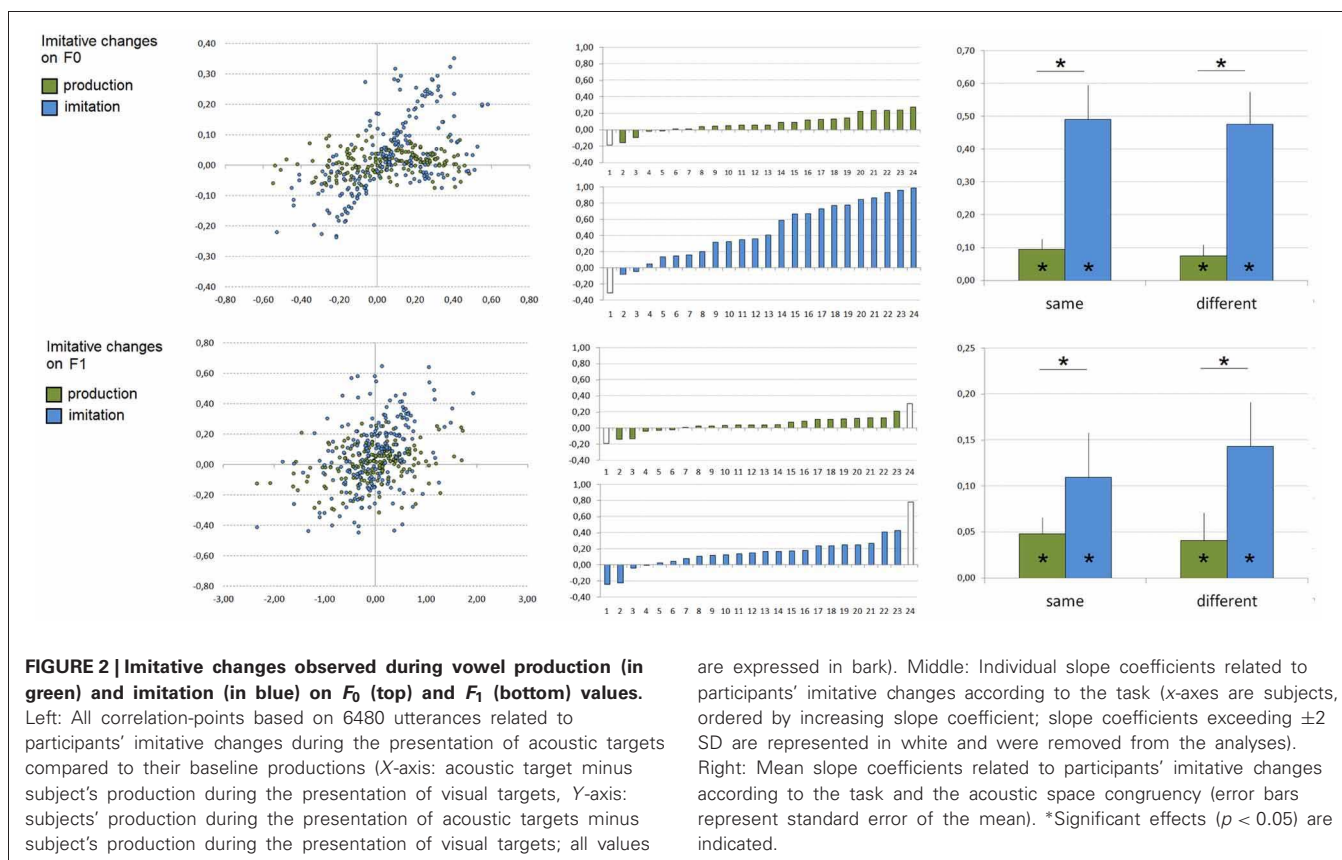 Imitative changes
on F0
production
imitation
0,40
0,30
0,20
0,10
0,00
-0,10
-0,20
-0,30
-0,40
-0,80 -0,60 -0,40 -0,20 0,00 0,20 0,40 0,60 0,80
1,00
0,80
0,60
0,40
0,20
0,00
-0,20
-0,40
1 2 3 4 5 6 7 8 9 10 11 12 13 14 15 16 17 18 19 20 21 22 23 24
1,00
0,80
0,60
0,40
0,20
0,00
-0,20
-0,40
1 2 3 4 5 6 7 8 9 10 11 12 13 14 15 16 17 18 19 20 21 22 23 24
0,70
0,60
0,50
0,40
0,30
0,20
0,10
0,00
* *
* * * *
same different
Imitative changes
on F1
production
imitation
0,80
0,60
0,40
0,20
0,00
-0,20
-0,40
-0,60
-0,80
-3,00 -2,00 -1,00 0,00 1,00 2,00 3,00
1,00
0,80
0,60
0,40
0,20
0,00
-0,20
-0,40
1 2 3 4 5 6 7 8 9 10 11 12 13 14 15 16 17 18 19 20 21 22 23 24
1,00
0,80
0,60
0,40
0,20
0,00
-0,20
-0,40
1 2 3 4 5 6 7 8 9 10 11 12 13 14 15 16 17 18 19 20 21 22 23 24
0,25
0,20
0,15
0,10
0,05
0,00
* *
* * * *
same different
FIGURE 2 | Imitative changes observed during vowel production (in
green) and imitation (in blue) on F₀ (top) and F₁ (bottom) values.
Left: All correlation-points based on 6480 utterances related to
participants' imitative changes during the presentation of acoustic targets
compared to their baseline productions (X-axis: acoustic target minus
subject's production during the presentation of visual targets, Y-axis:
subjects' production during the presentation of acoustic targets minus
subject's production during the presentation of visual targets; all values
are expressed in bark). Middle: Individual slope coefficients related to
participants' imitative changes according to the task (x-axes are subjects,
ordered by increasing slope coefficient; slope coefficients exceeding ±2
SD are represented in white and were removed from the analyses).
Right: Mean slope coefficients related to participants' imitative changes
according to the task and the acoustic space congruency (error bars
represent standard error of the mean). *Significant effects (p < 0.05) are
indicated.